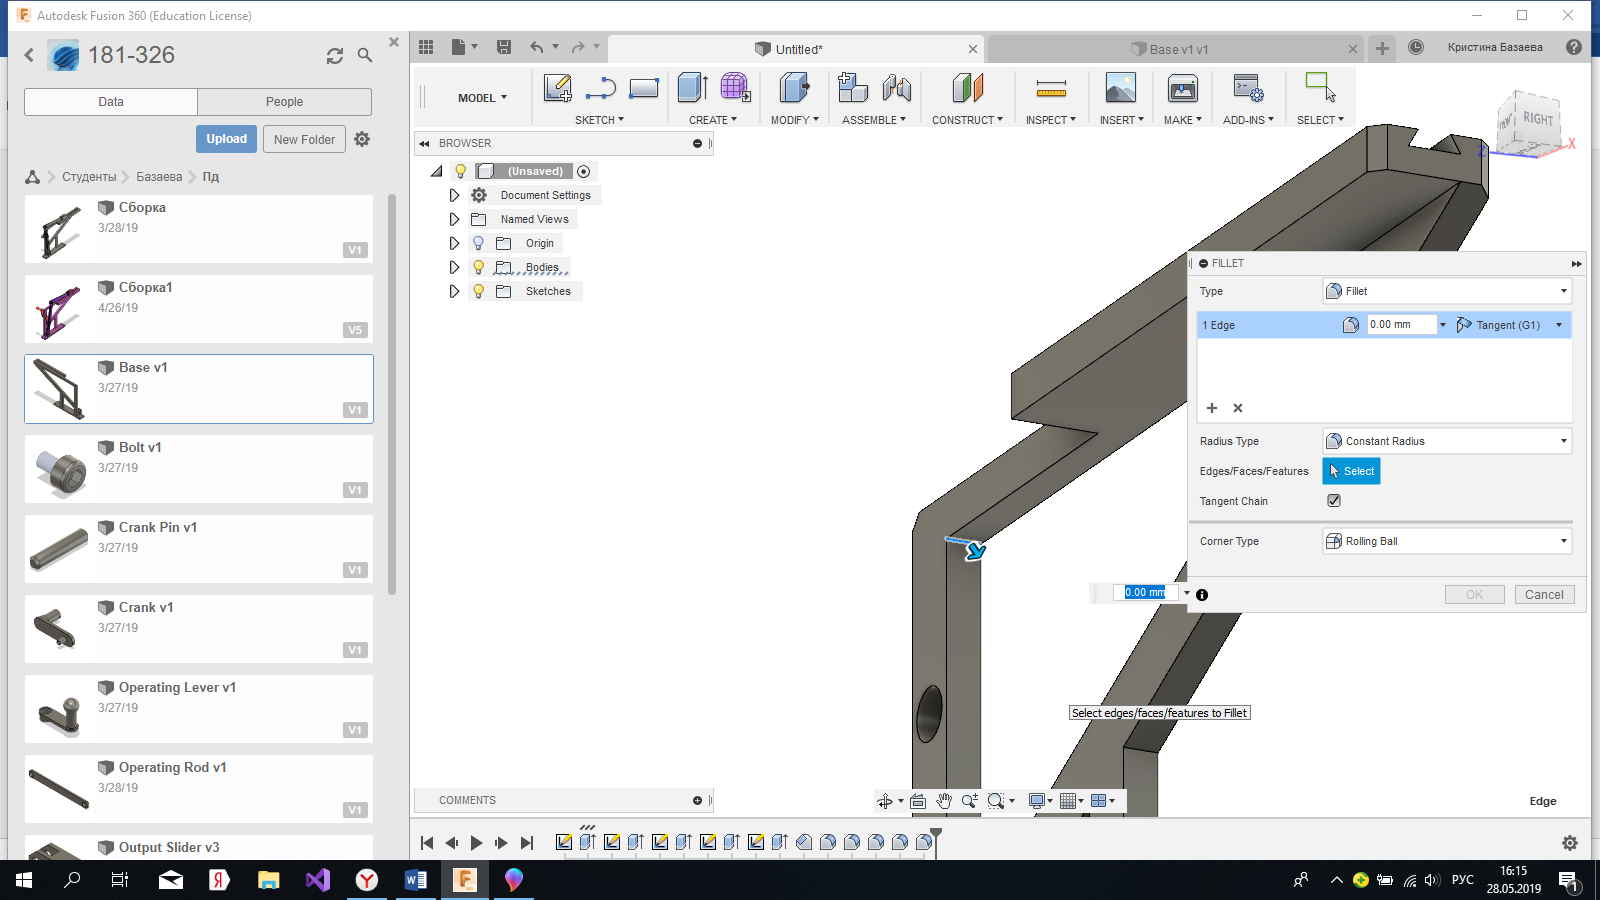 Autodesk Fusion 360 (Education License)
181-326
Data
People
Upload
New Folder
Студенты
Базаева
Пд
Сборка
3/28/19
V1
Сборка1
4/26/19
V5
Base v1
3/27/19
V1
Bolt v1
3/27/19
V1
Crank Pin v1
3/27/19
V1
Crank v1
3/27/19
V1
Operating Lever v1
3/27/19
V1
Operating Rod v1
3/28/19
V1
Output Slider v3
Untitled*
Base v1 v1
Кристина Базаева
MODEL
SKETCH
CREATE
MODIFY
ASSEMBLE
CONSTRUCT
INSPECT
INSERT
MAKE
ADD-INS
SELECT
BROWSER
(Unsaved)
Document Settings
Named Views
Origin
Bodies
Sketches
RIGHT
Z
X
FILLET
Type
Fillet
1 Edge
0.00 mm
Tangent (G1)
Radius Type
Constant Radius
Edges/Faces/Features
Select
Tangent Chain
Corner Type
Rolling Ball
OK
Cancel
0.00 mm
Select edges/faces/features to Fillet
COMMENTS
Edge
РУС
16:15
28.05.2019
1